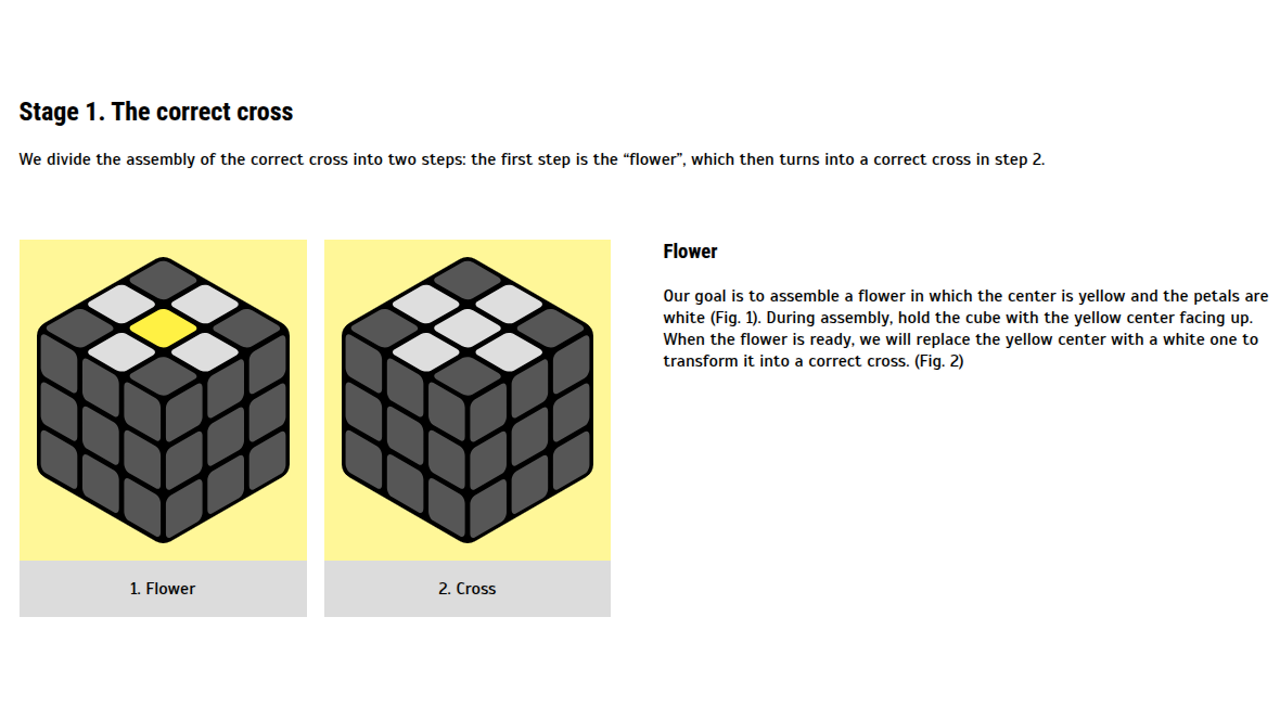 Stage 1. The correct cross
We divide the assembly of the correct cross into two steps: the first step is the “flower”, which then turns into a correct cross in step 2.
1. Flower
2. Cross
Flower
Our goal is to assemble a flower in which the center is yellow and the petals are
white (Fig. 1). During assembly, hold the cube with the yellow center facing up.
When the flower is ready, we will replace the yellow center with a white one to
transform it into a correct cross. (Fig. 2)